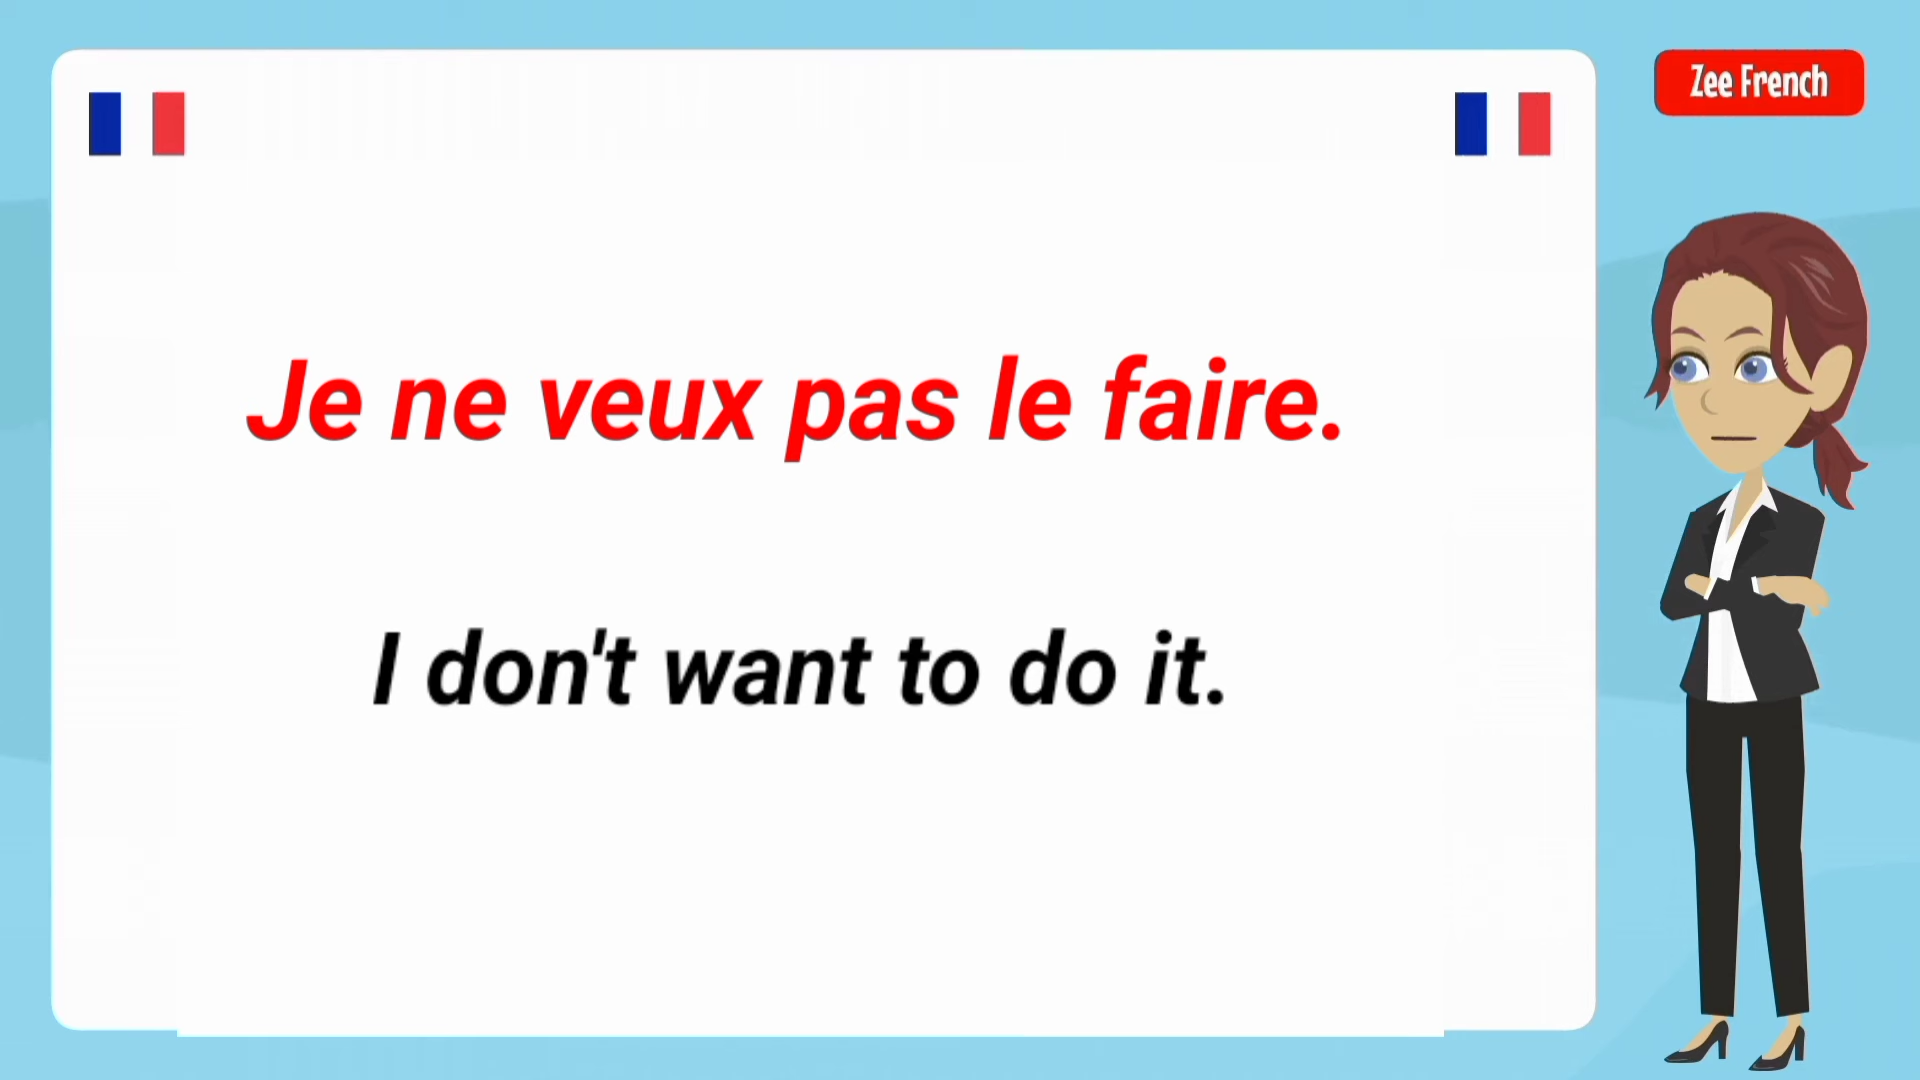 Zee French
Je ne veux pas le faire.
I don't want to do it.